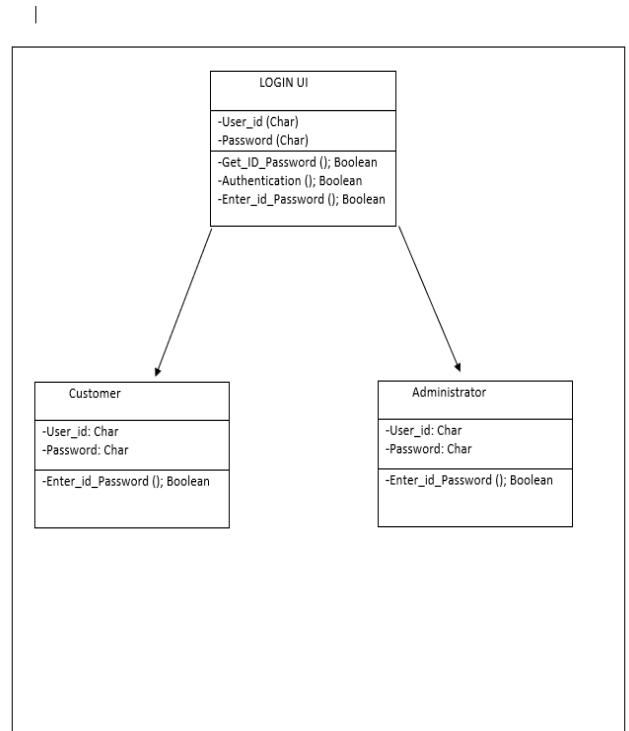 LOGIN UI
-User_id (Char)
-Password (Char)
-Get_ID_Password (); Boolean
-Authentication (); Boolean
-Enter_id_Password (); Boolean
Customer
-User_id: Char
-Password: Char
-Enter_id_Password (); Boolean
Administrator
-User_id: Char
-Password: Char
-Enter_id_Password (); Boolean